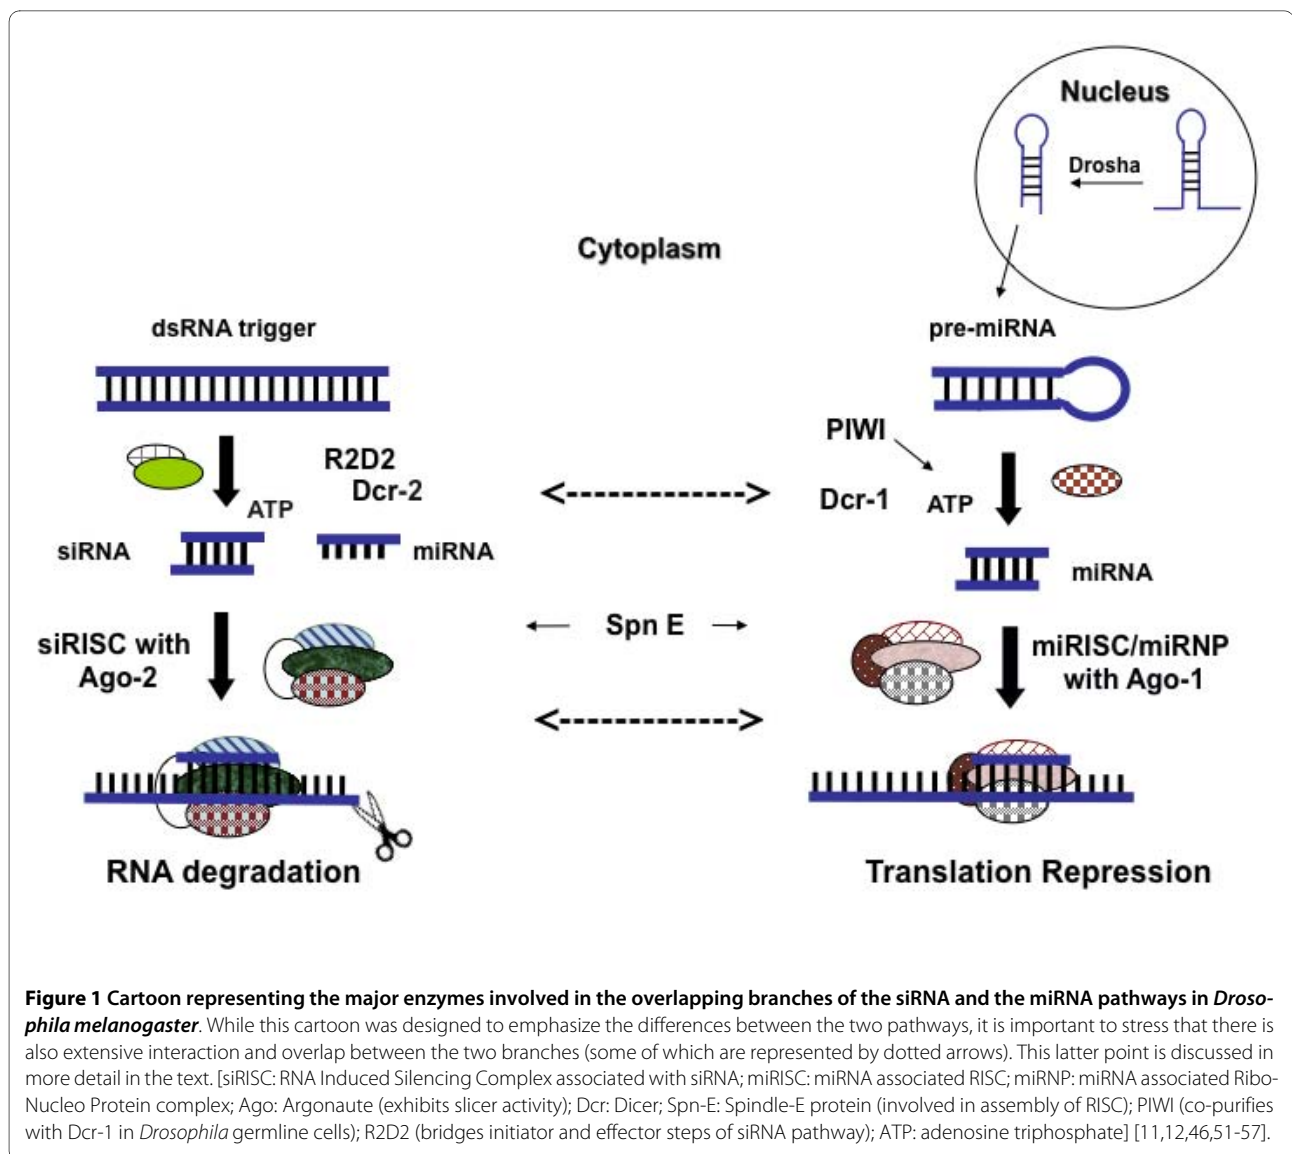 Nucleus
Drosha
Cytoplasm
dsRNA trigger
pre-miRNA
PIWI
R2D2
Dcr-2
Dcr-1
ATP
ATP
siRNA
miRNA
miRNA
siRISC with
Ago-2
Spn E
miRISC/miRNP
with Ago-1
RNA degradation
Translation Repression
Figure 1 Cartoon representing the major enzymes involved in the overlapping branches of the siRNA and the miRNA pathways in Droso-
phila melanogaster. While this cartoon was designed to emphasize the differences between the two pathways, it is important to stress that there is
also extensive interaction and overlap between the two branches (some of which are represented by dotted arrows). This latter point is discussed in
more detail in the text. [siRISC: RNA Induced Silencing Complex associated with siRNA; miRISC: miRNA associated RISC; miRNP: miRNA associated Ribo-
Nucleo Protein complex; Ago: Argonaute (exhibits slicer activity); Dcr: Dicer; Spn-E: Spindle-E protein (involved in assembly of RISC); PIWI (co-purifies
with Dcr-1 in Drosophila germline cells); R2D2 (bridges initiator and effector steps of siRNA pathway); ATP: adenosine triphosphate] [11,12,46,51-57].